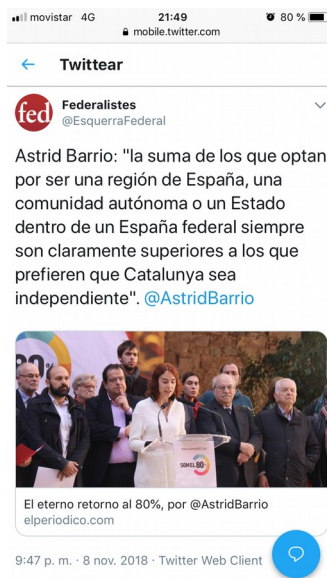 movistar 4G 21:49 80 %
mobile.twitter.com
Twittear
fed Federalistes
@EsquerraFederal
Astrid Barrio: "la suma de los que optan
por ser una región de España, una
comunidad autónoma o un Estado
dentro de un España federal siempre
son claramente superiores a los que
prefieren que Catalunya sea
independiente". @AstridBarrio
80%
SOM EL 80%
El eterno retorno al 80%, por @AstridBarrio
elperiodico.com
9:47 p. m. · 8 nov. 2018 · Twitter Web Client